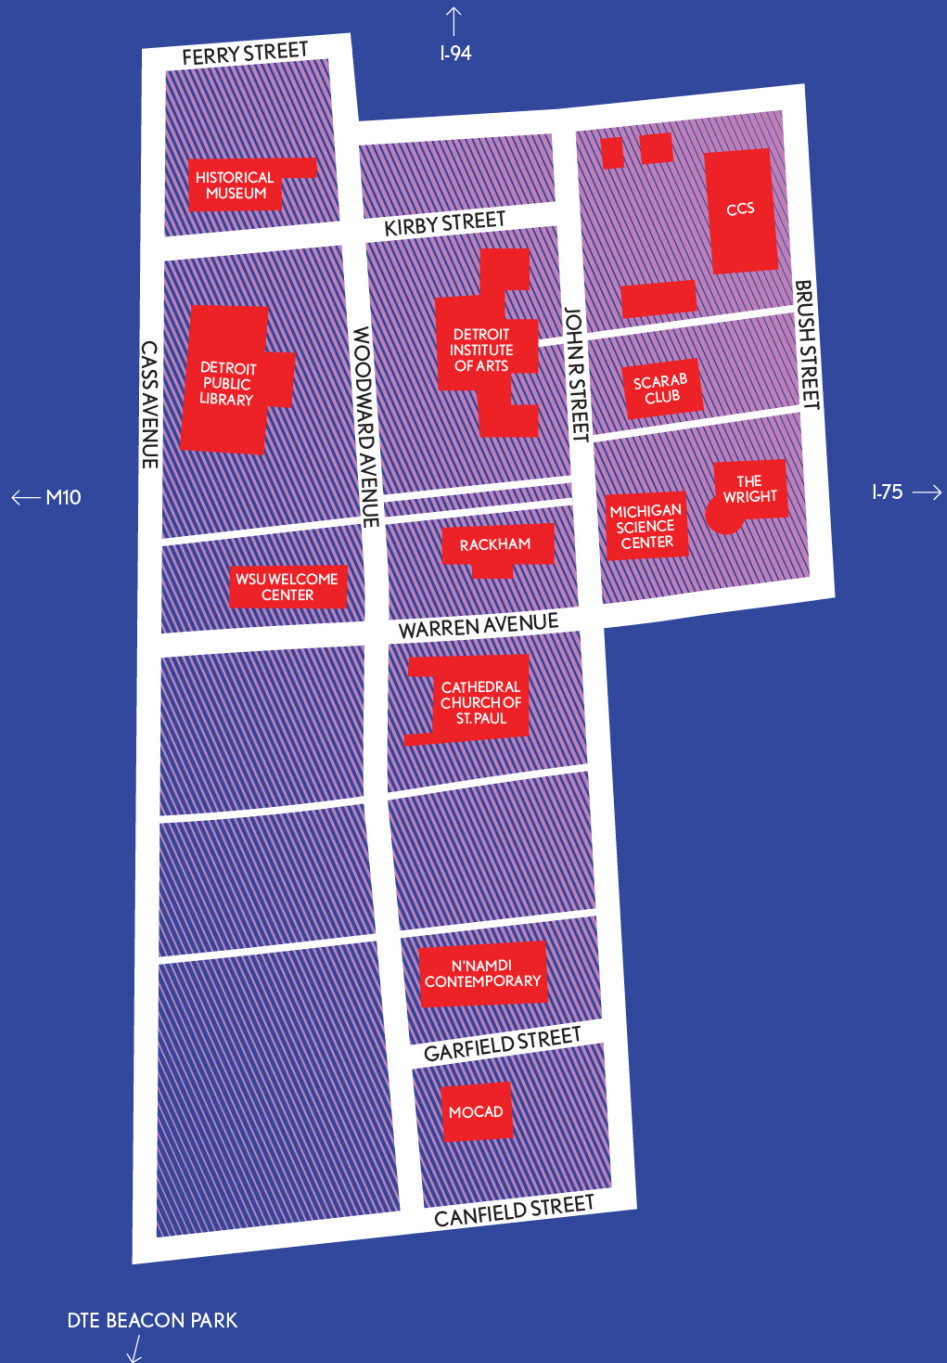 I-94
FERRY STREET
HISTORICAL
MUSEUM
CCS
KIRBY STREET
DETROIT
INSTITUTE
OF ARTS
DETROIT
PUBLIC
LIBRARY
CASS AVENUE
WOODWARD AVENUE
JOHN R STREET
BRUSH STREET
SCARAB
CLUB
M10
I-75
THE
WRIGHT
MICHIGAN
SCIENCE
CENTER
RACKHAM
WSU WELCOME
CENTER
WARREN AVENUE
CATHEDRAL
CHURCH OF
ST. PAUL
N'NAMDI
CONTEMPORARY
GARFIELD STREET
MOCAD
CANFIELD STREET
DTE BEACON PARK